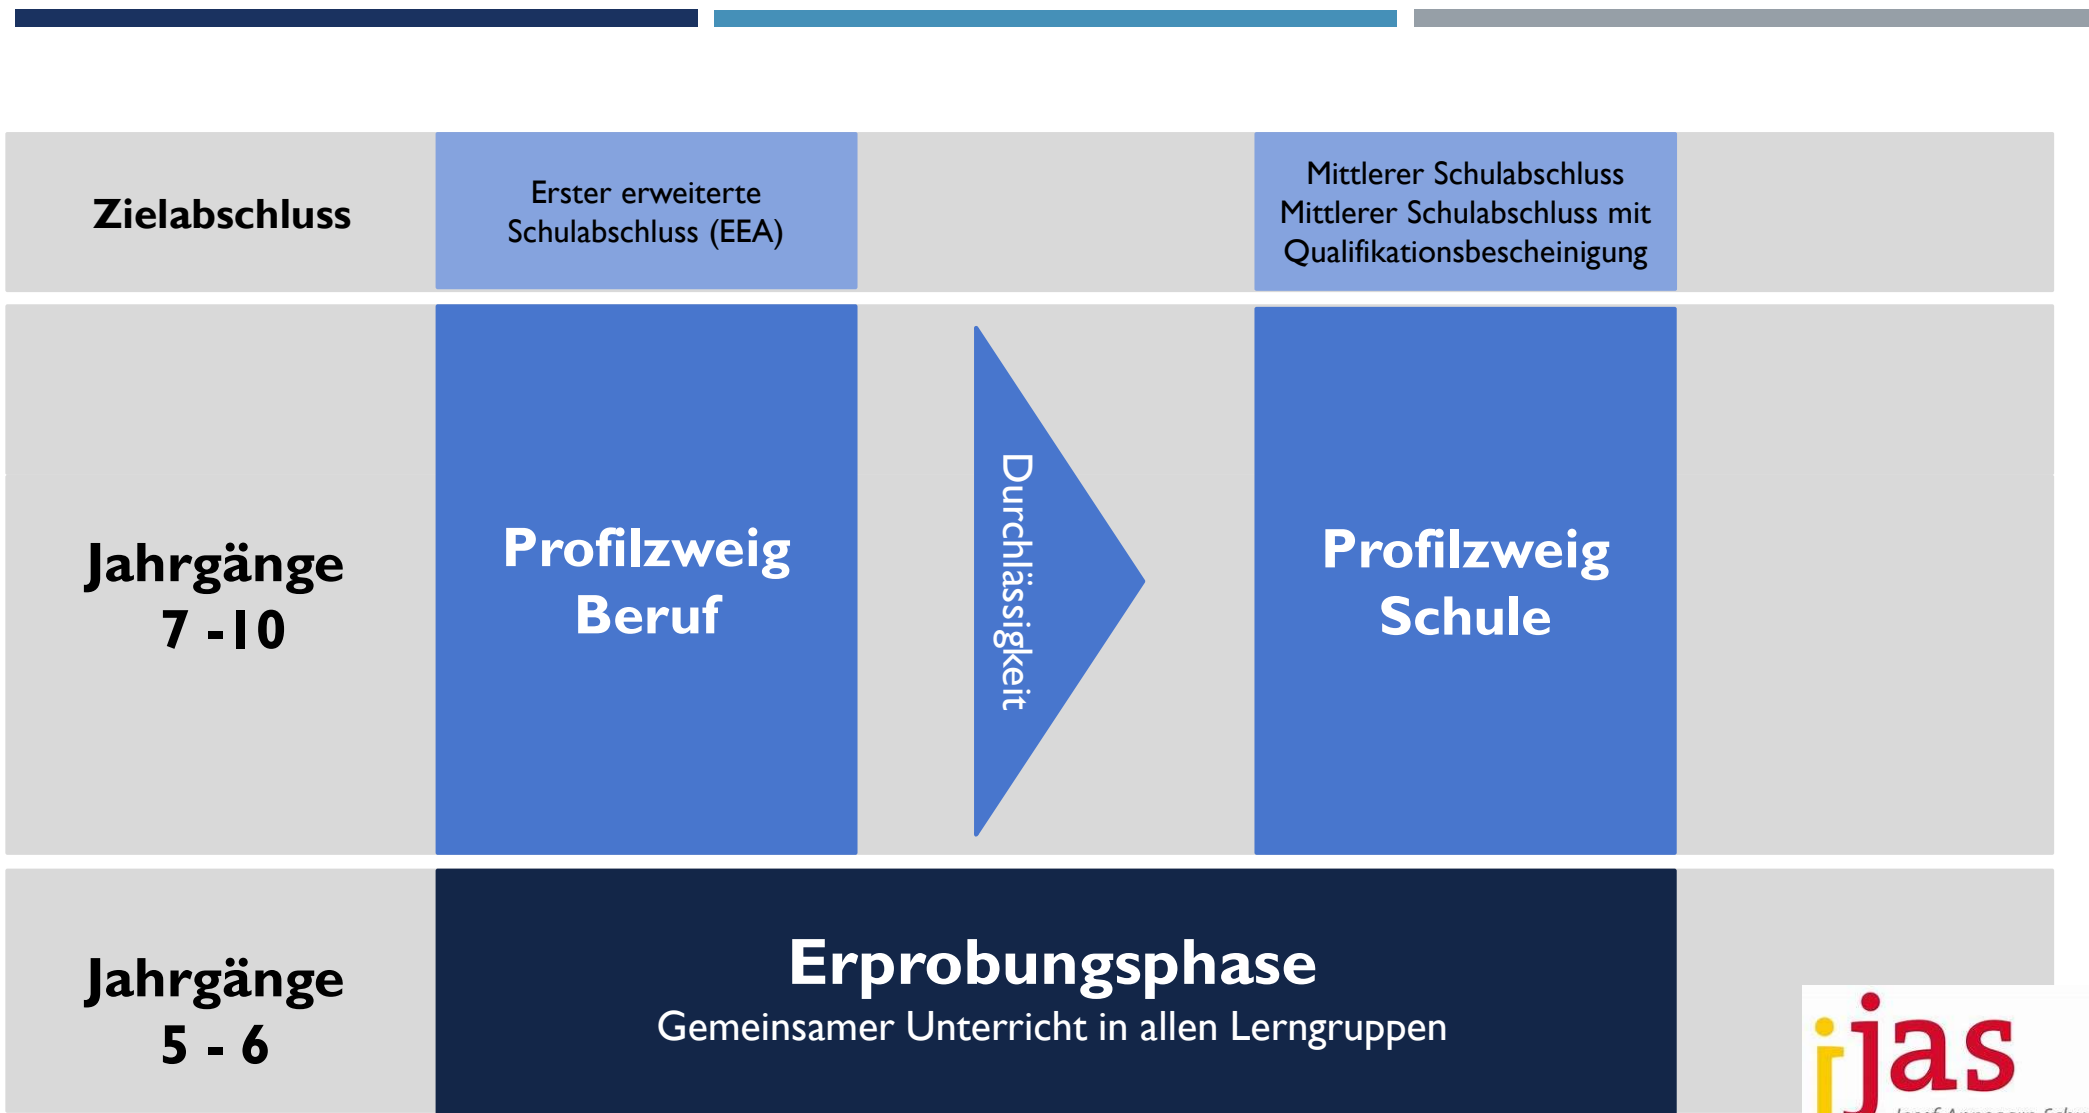 Zielabschluss
Erster erweiterte
Schulabschluss (EEA)
Mittlerer Schulabschluss
Mittlerer Schulabschluss mit
Qualifikationsbescheinigung
Jahrgänge
7 -10
Profilzweig
Beruf
Durchlässigkeit
Profilzweig
Schule
Jahrgänge
5 - 6
Erprobungsphase
Gemeinsamer Unterricht in allen Lerngruppen
jas